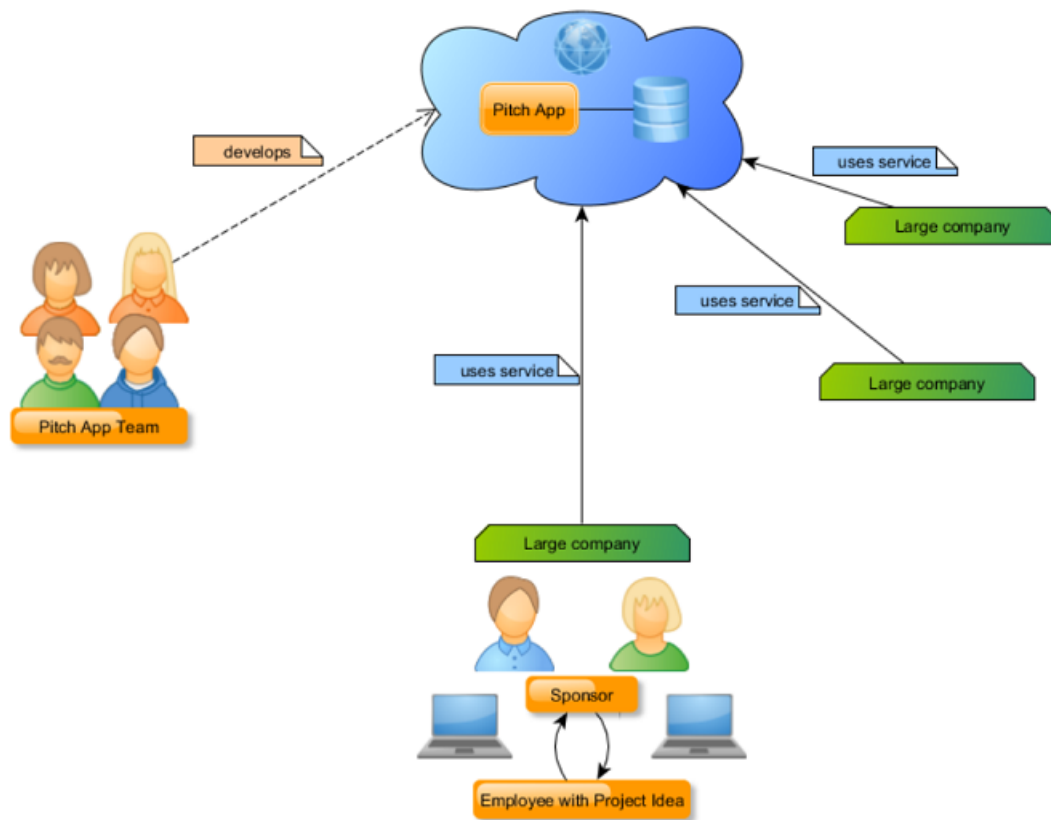 Pitch App
develops
uses service
Large company
uses service
Large company
uses service
Pitch App Team
Large company
Sponsor
Employee with Project Idea